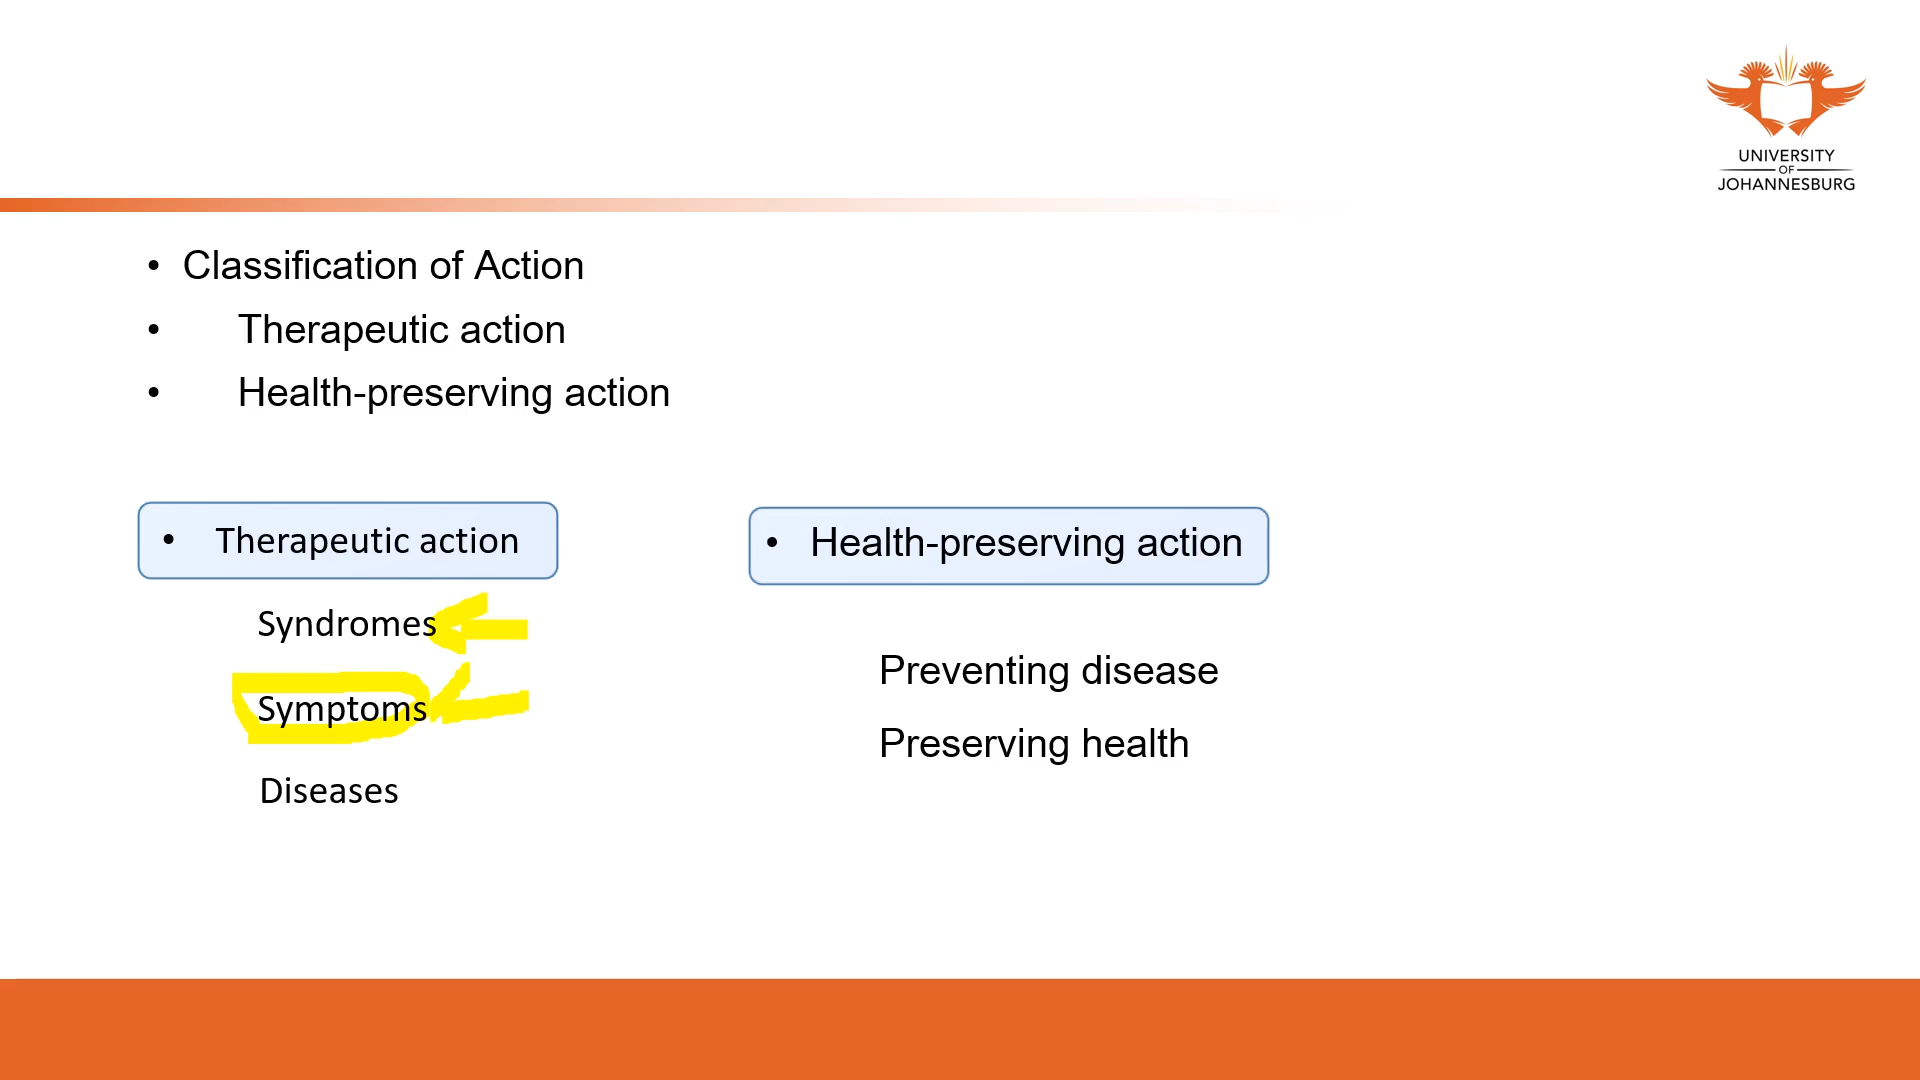 UNIVERSITY
OF
JOHANNESBURG
• Classification of Action
• Therapeutic action
• Health-preserving action
• Therapeutic action
Syndromes
Symptoms
Diseases
• Health-preserving action
Preventing disease
Preserving health